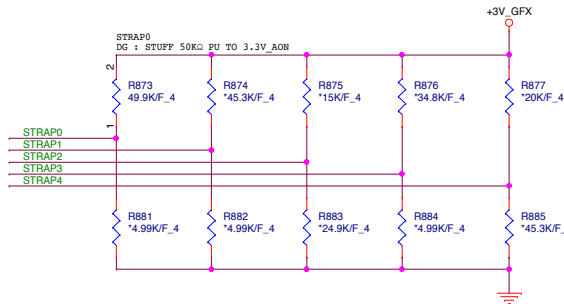 +3V_GFX
STRAP0
DG : STUFF 50KΩ PU TO 3.3V_AON
2
R873
49.9K/F_4
R874
*45.3K/F_4
R875
*15K/F_4
R876
*34.8K/F_4
R877
*20K/F_4
1
STRAP0
STRAP1
STRAP2
STRAP3
STRAP4
R881
*4.99K/F_4
R882
*4.99K/F_4
R883
*24.9K/F_4
R884
*4.99K/F_4
R885
*45.3K/F_4